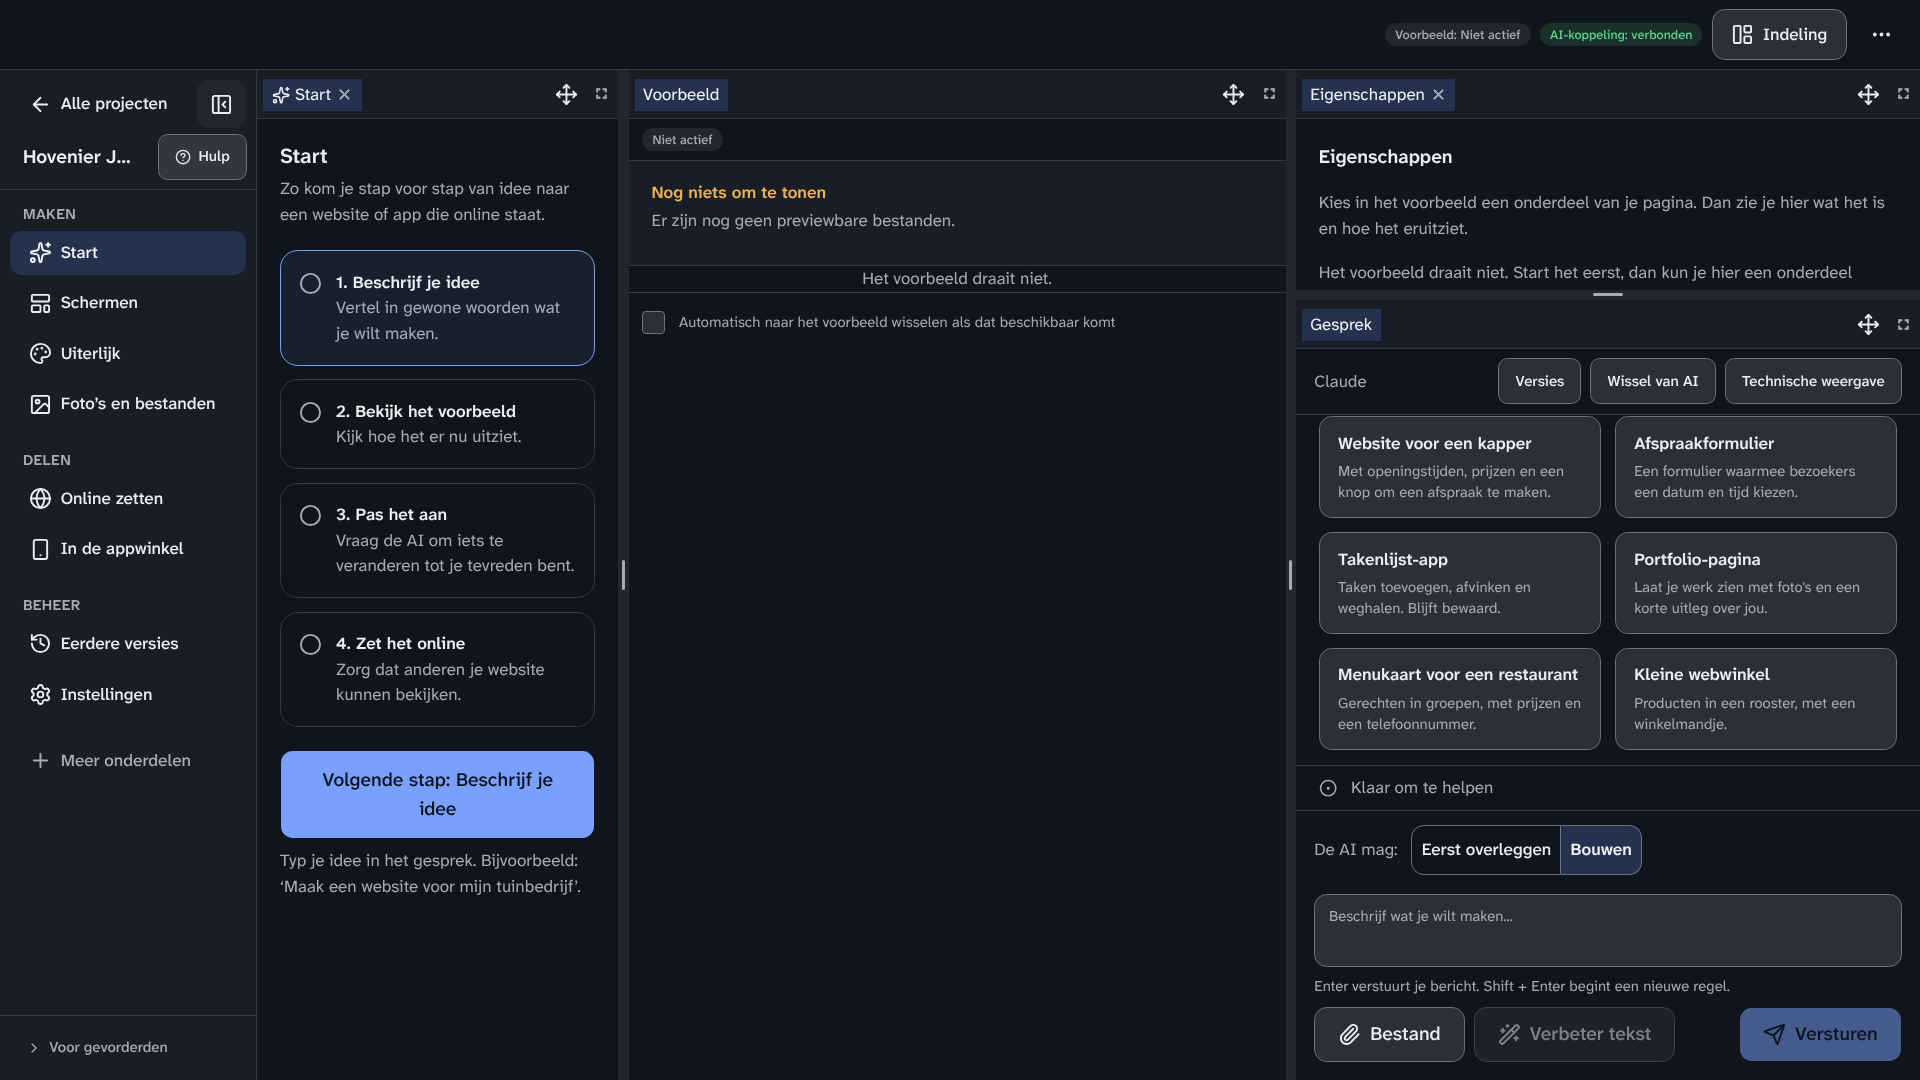 Voorbeeld: Niet actief
AI-koppeling: verbonden
Indeling
Alle projecten
Hovenier J...
Hulp
MAKEN
Start
Schermen
Uiterlijk
Foto's en bestanden
DELEN
Online zetten
In de appwinkel
BEHEER
Eerdere versies
Instellingen
Meer onderdelen
Voor gevorderden
Start
Start
Zo kom je stap voor stap van idee naar
een website of app die online staat.
1. Beschrijf je idee
Vertel in gewone woorden wat
je wilt maken.
2. Bekijk het voorbeeld
Kijk hoe het er nu uitziet.
3. Pas het aan
Vraag de AI om iets te
veranderen tot je tevreden bent.
4. Zet het online
Zorg dat anderen je website
kunnen bekijken.
Volgende stap: Beschrijf je
idee
Typ je idee in het gesprek. Bijvoorbeeld:
‘Maak een website voor mijn tuinbedrijf’.
Voorbeeld
Niet actief
Nog niets om te tonen
Er zijn nog geen previewbare bestanden.
Het voorbeeld draait niet.
Automatisch naar het voorbeeld wisselen als dat beschikbaar komt
Eigenschappen
Eigenschappen
Kies in het voorbeeld een onderdeel van je pagina. Dan zie je hier wat het is
en hoe het eruitziet.
Het voorbeeld draait niet. Start het eerst, dan kun je hier een onderdeel
Gesprek
Claude
Versies
Wissel van AI
Technische weergave
Website voor een kapper
Met openingstijden, prijzen en een
knop om een afspraak te maken.
Afspraakformulier
Een formulier waarmee bezoekers
een datum en tijd kiezen.
Takenlijst-app
Taken toevoegen, afvinken en
weghalen. Blijft bewaard.
Portfolio-pagina
Laat je werk zien met foto's en een
korte uitleg over jou.
Menukaart voor een restaurant
Gerechten in groepen, met prijzen en
een telefoonnummer.
Kleine webwinkel
Producten in een rooster, met een
winkelmandje.
Klaar om te helpen
De AI mag:
Eerst overleggen
Bouwen
Beschrijf wat je wilt maken...
Enter verstuurt je bericht. Shift + Enter begint een nieuwe regel.
Bestand
Verbeter tekst
Versturen